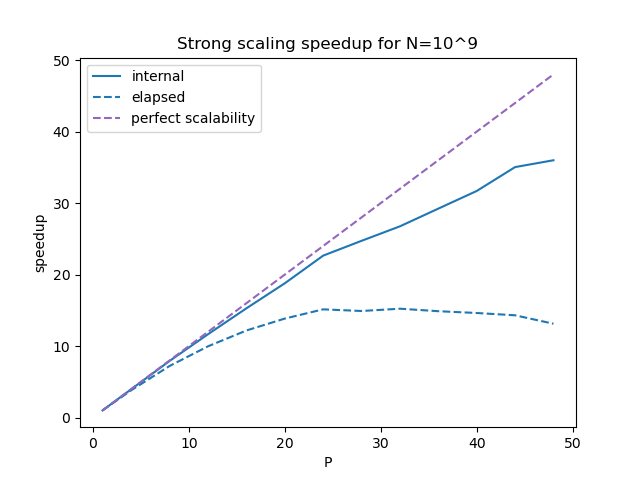 Strong scaling speedup for N=10^9
internal
elapsed
perfect scalability
speedup
50
40
30
20
10
0
0 10 20 30 40 50
P